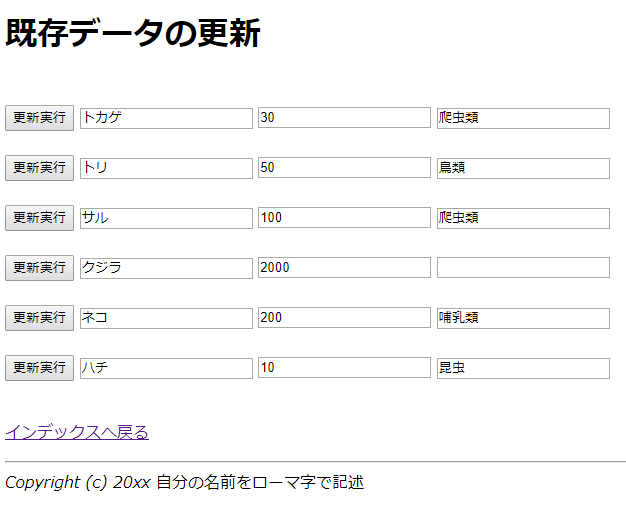 既存データの更新
更新実行 トカゲ 30 爬虫類
更新実行 トリ 50 鳥類
更新実行 サル 100 爬虫類
更新実行 クジラ 2000
更新実行 ネコ 200 哺乳類
更新実行 ハチ 10 昆虫
インデックスへ戻る
Copyright (c) 20xx 自分の名前をローマ字で記述